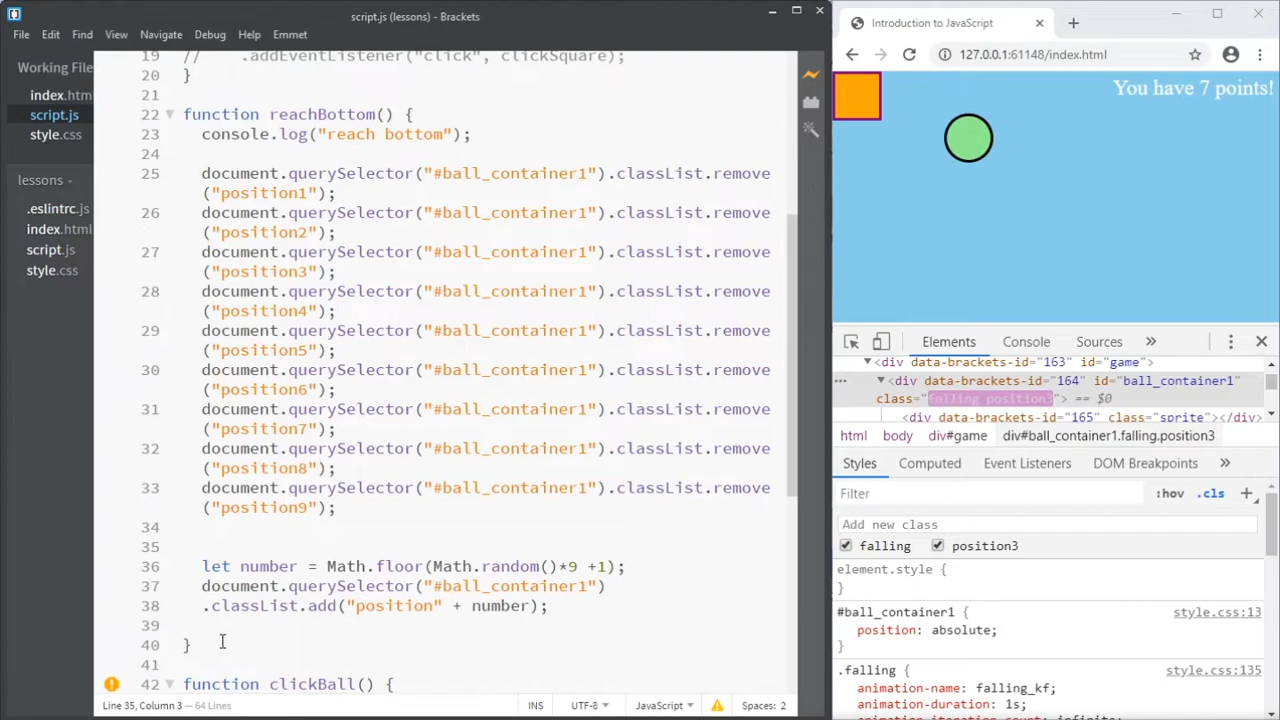 script.js (lessons) - Brackets
File Edit Find View Navigate Debug Help Emmet
Working File
index.htm
script.js
style.css
lessons
.eslintrc.js
index.html
script.js
style.css
19 // .addEventListener("click", clickSquare);
20 }
21
22 function reachBottom() {
23 console.log("reach bottom");
24
25 document.querySelector("#ball_container1").classList.remove
("position1");
26 document.querySelector("#ball_container1").classList.remove
("position2");
27 document.querySelector("#ball_container1").classList.remove
("position3");
28 document.querySelector("#ball_container1").classList.remove
("position4");
29 document.querySelector("#ball_container1").classList.remove
("position5");
30 document.querySelector("#ball_container1").classList.remove
("position6");
31 document.querySelector("#ball_container1").classList.remove
("position7");
32 document.querySelector("#ball_container1").classList.remove
("position8");
33 document.querySelector("#ball_container1").classList.remove
("position9");
34
35
36 let number = Math.floor(Math.random()*9 +1);
37 document.querySelector("#ball_container1")
38 .classList.add("position" + number);
39
40 }
41
42 function clickBall() {
Line 35, Column 3 — 64 Lines
INS UTF-8 JavaScript Spaces: 2
Introduction to JavaScript
127.0.0.1:61148/index.html
You have 7 points!
Elements Console Sources »
<div data-brackets-id="163" id="game">
<div data-brackets-id="164" id="ball_container1"
class="falling position3"> == $0
<div data-brackets-id="165" class="sprite"></div>
html body div#game div#ball_container1.falling.position3
Styles Computed Event Listeners DOM Breakpoints »
Filter :hov .cls +
Add new class
falling position3
element.style {
}
#ball_container1 { style.css:13
position: absolute;
}
.falling { style.css:135
animation-name: falling_kf;
animation-duration: 1s;